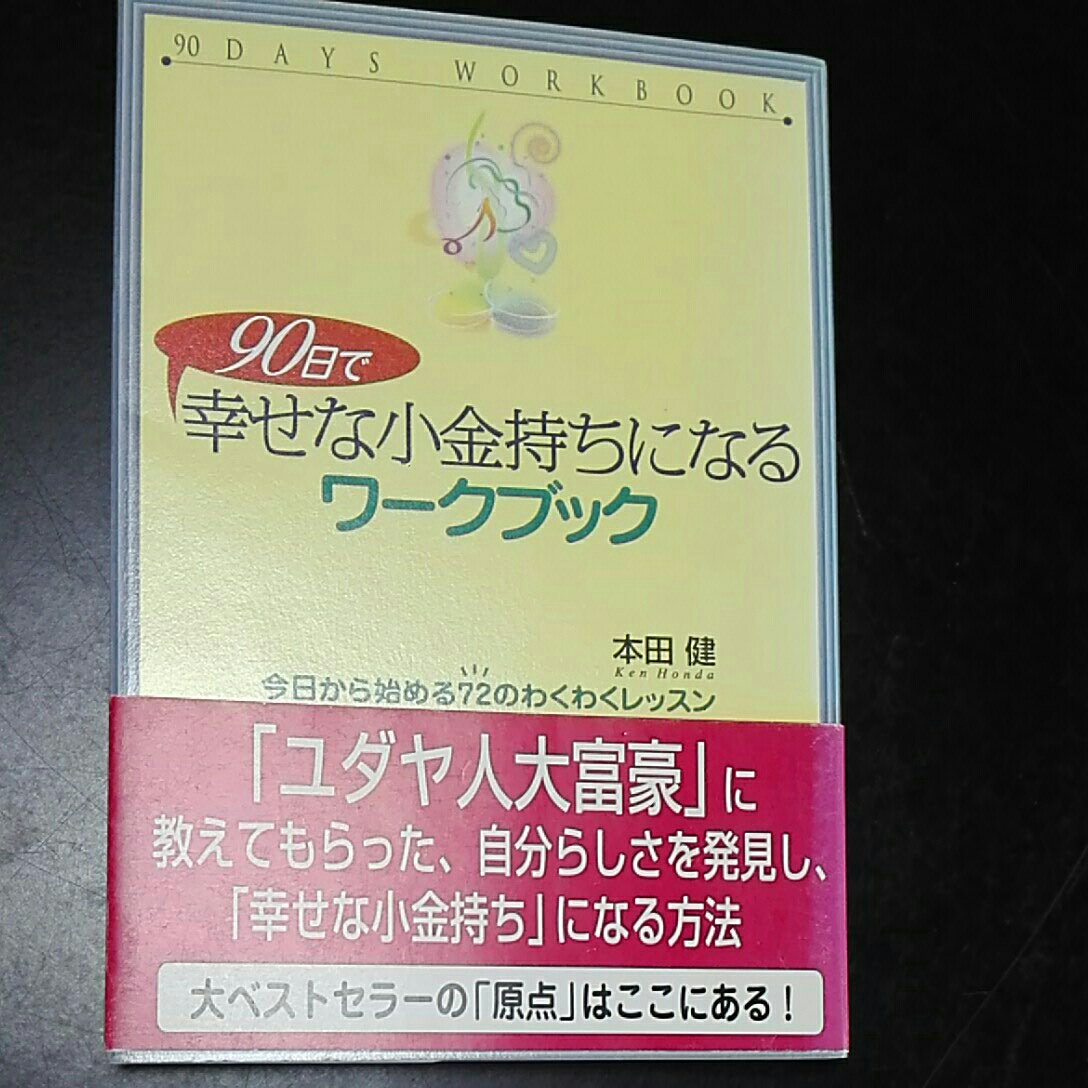 90 DAYS WORKBOOK
90日で
幸せな小金持ちになる
ワークブック
本田 健
Ken Honda
今日から始める72のわくわくレッスン
「ユダヤ人大富豪」に
教えてもらった、自分らしさを発見し、
「幸せな小金持ち」になる方法
大ベストセラーの「原点」はここにある!